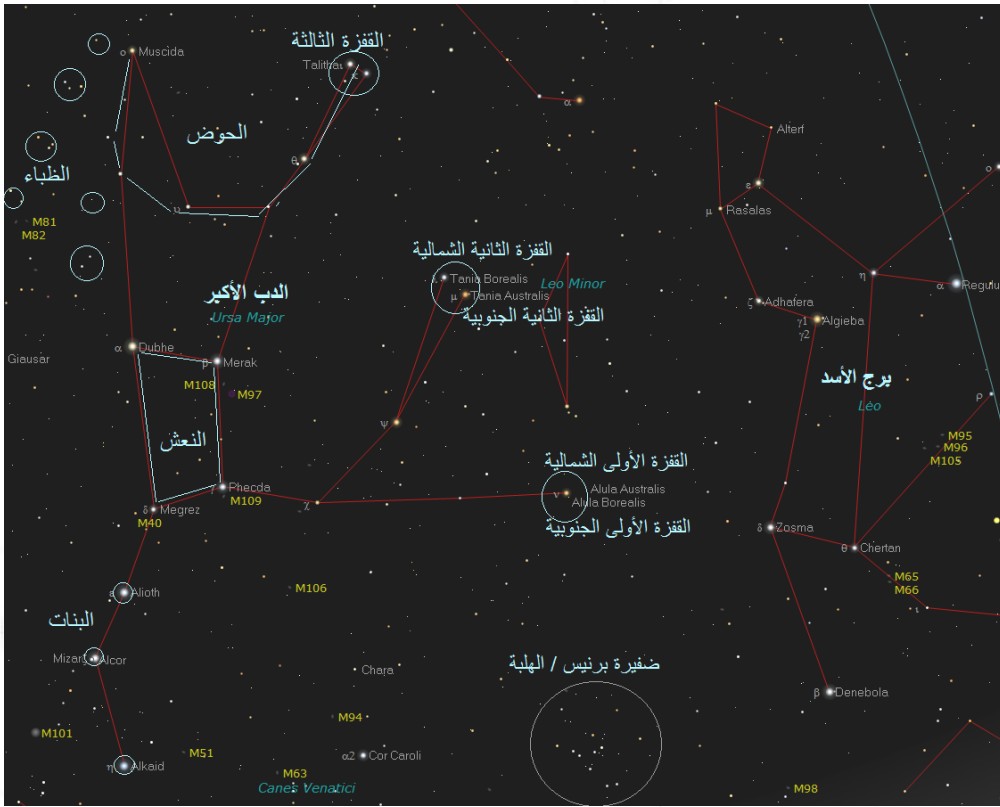 القفزة الثالثة
ο Muscida
Talitha ι
κ
α
Alterf
الحوض
θ
ε
ο
الظباء
υ
μ Rasalas
M81
M82
القفزة الثانية الشمالية
λ Tania Borealis
Leo Minor
η
α Regulu
الدب الأكبر
μ Tania Australis
ζ Adhafera
Ursa Major
القفزة الثانية الجنوبية
γ1 Algieba
γ2
α Dubhe
Giausar
β Merak
برج الأسد
M108
M97
Leo
ρ
النعش
ψ
M95
M96
M105
القفزة الأولى الشمالية
γ Phecda
Alula Australis
M109
ν
Alula Borealis
χ
δ Megrez
M40
القفزة الأولى الجنوبية
δ Zosma
θ Chertan
M65
M106
M66
ε Alioth
ι
البنات
Mizar ζ Alcor
Chara
ضفيرة برنيس / الهلبة
β Denebola
M94
M101
M51
α2 Cor Caroli
η Alkaid
M63
Canes Venatici
M98